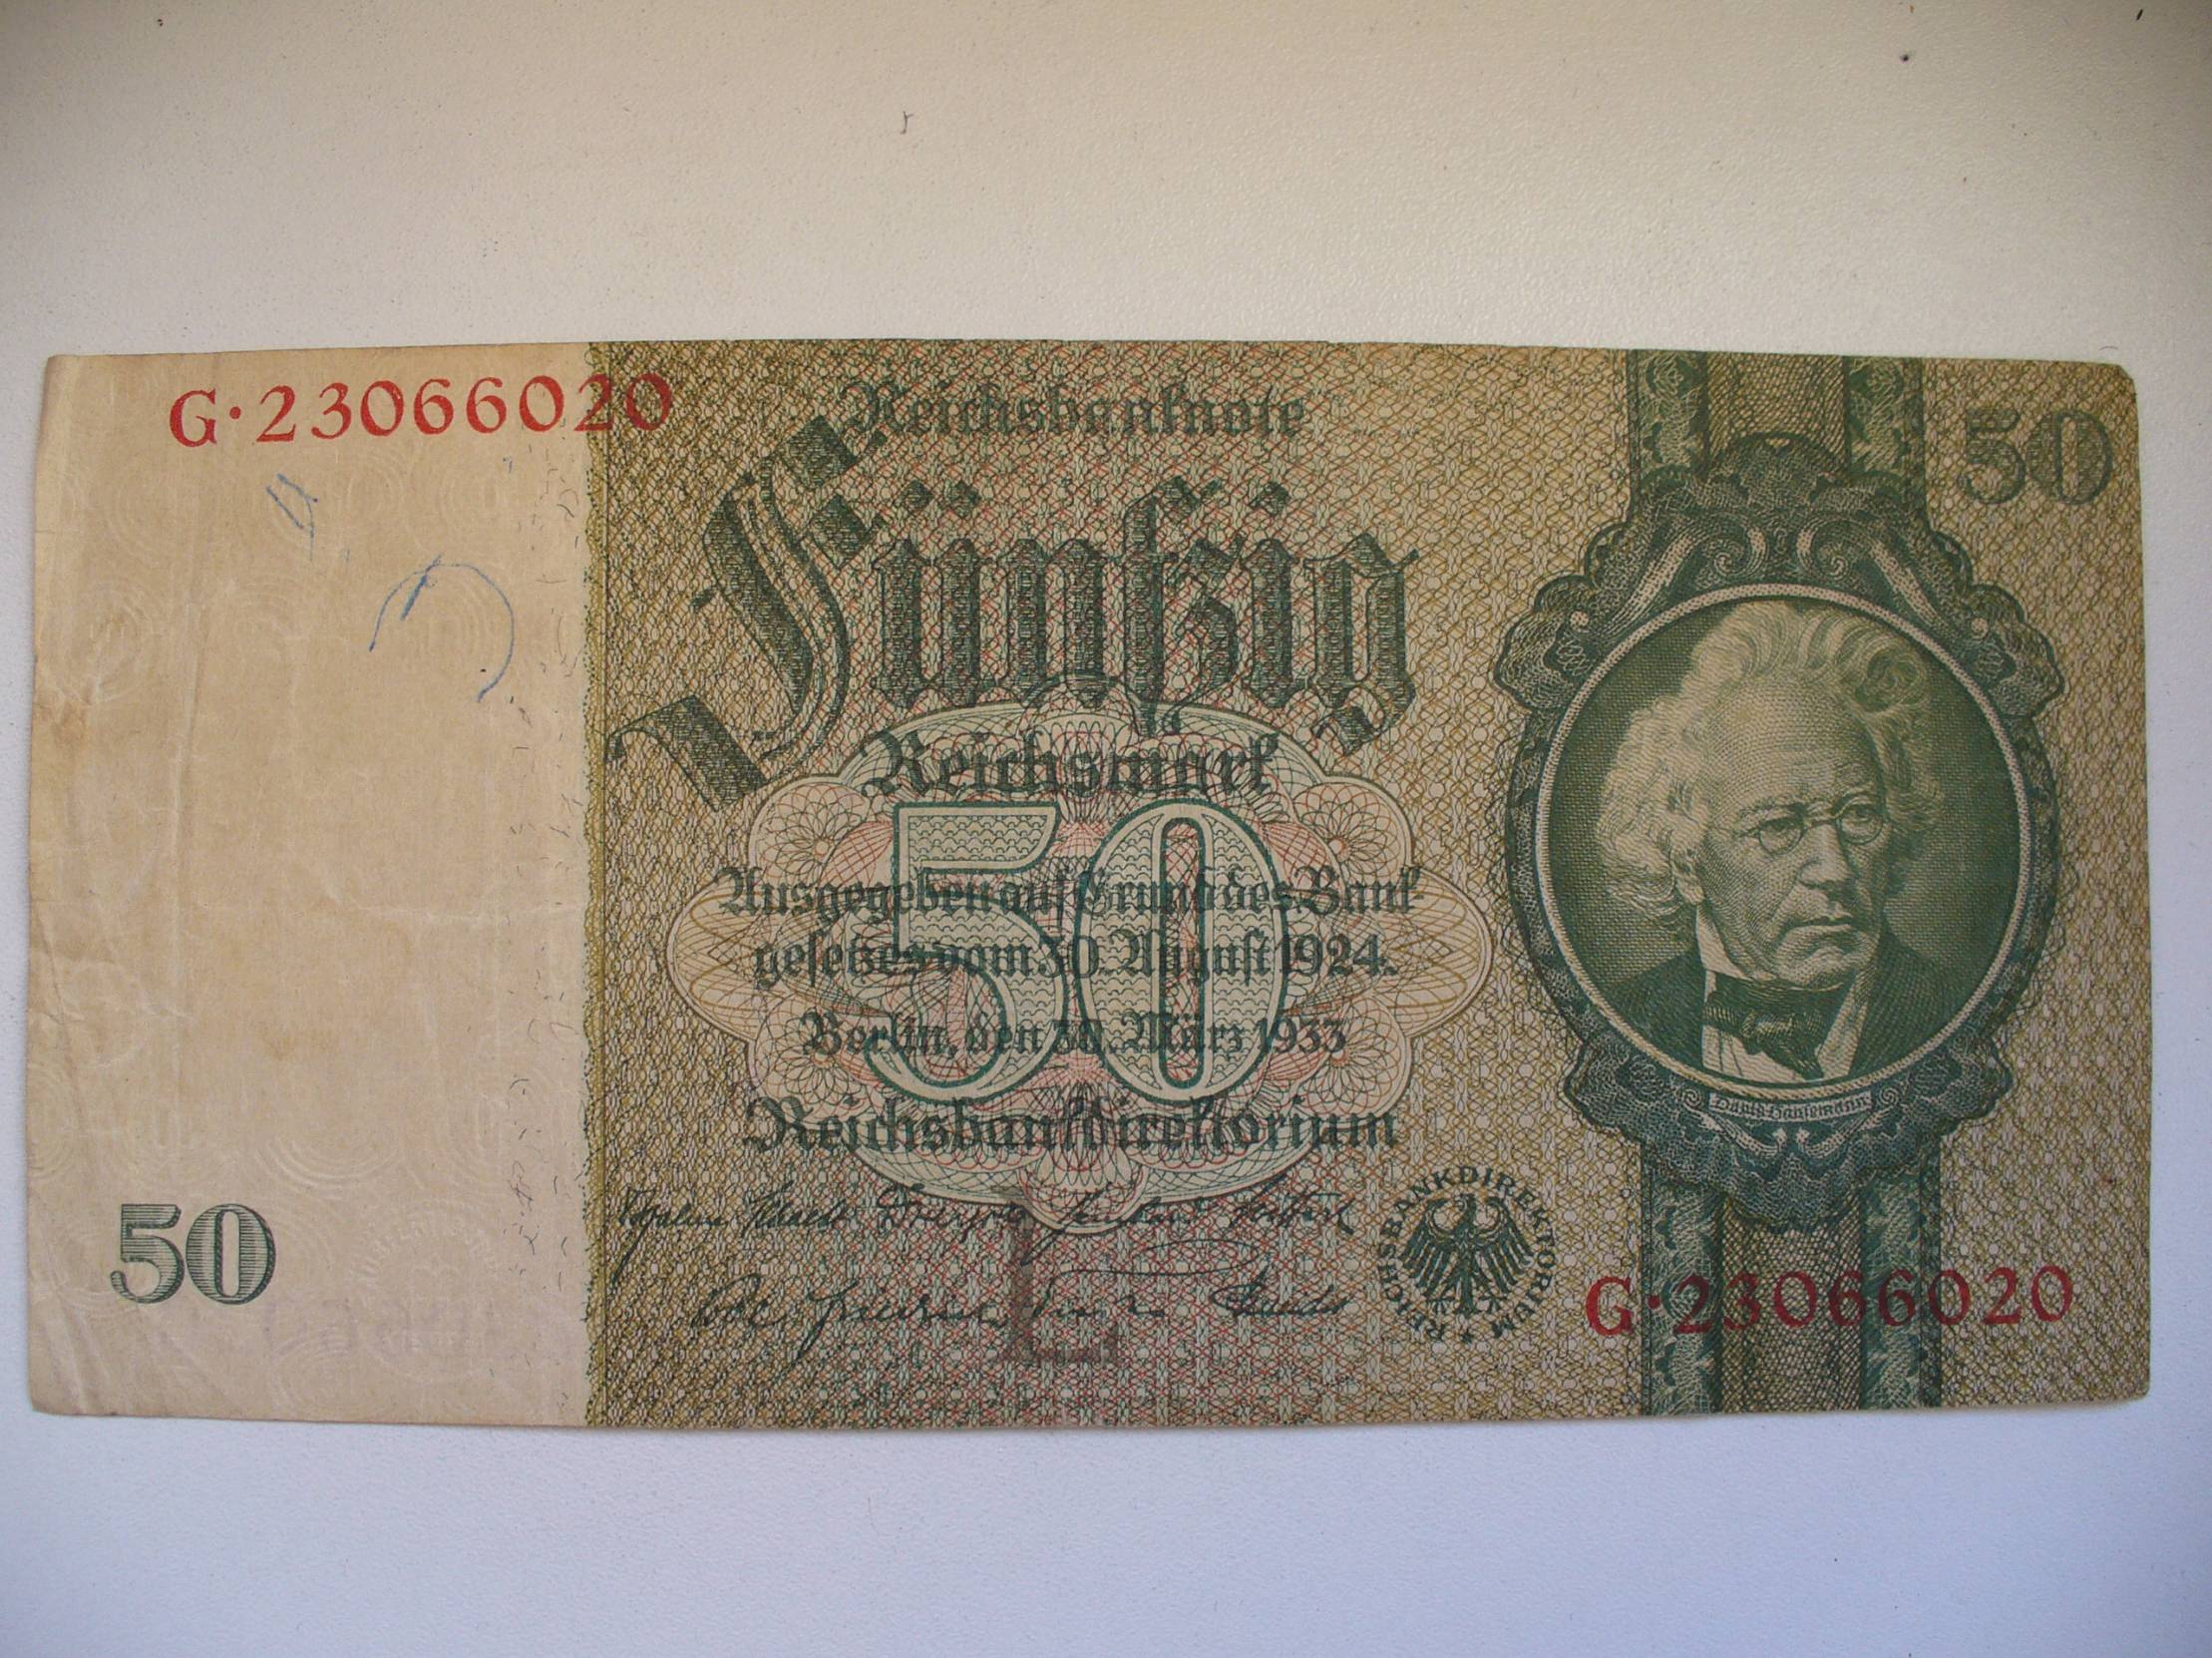 G·23066020
Reichsbanknote
50
Fünfzig
Reichsmark
50
Ausgegeben auf Grund des Bank-
gesetzes vom 30. August 1924.
Berlin, den 30. März 1933
Reichsbankdirektorium
David Hansemann
REICHSBANKDIREKTORIUM
50
G·23066020